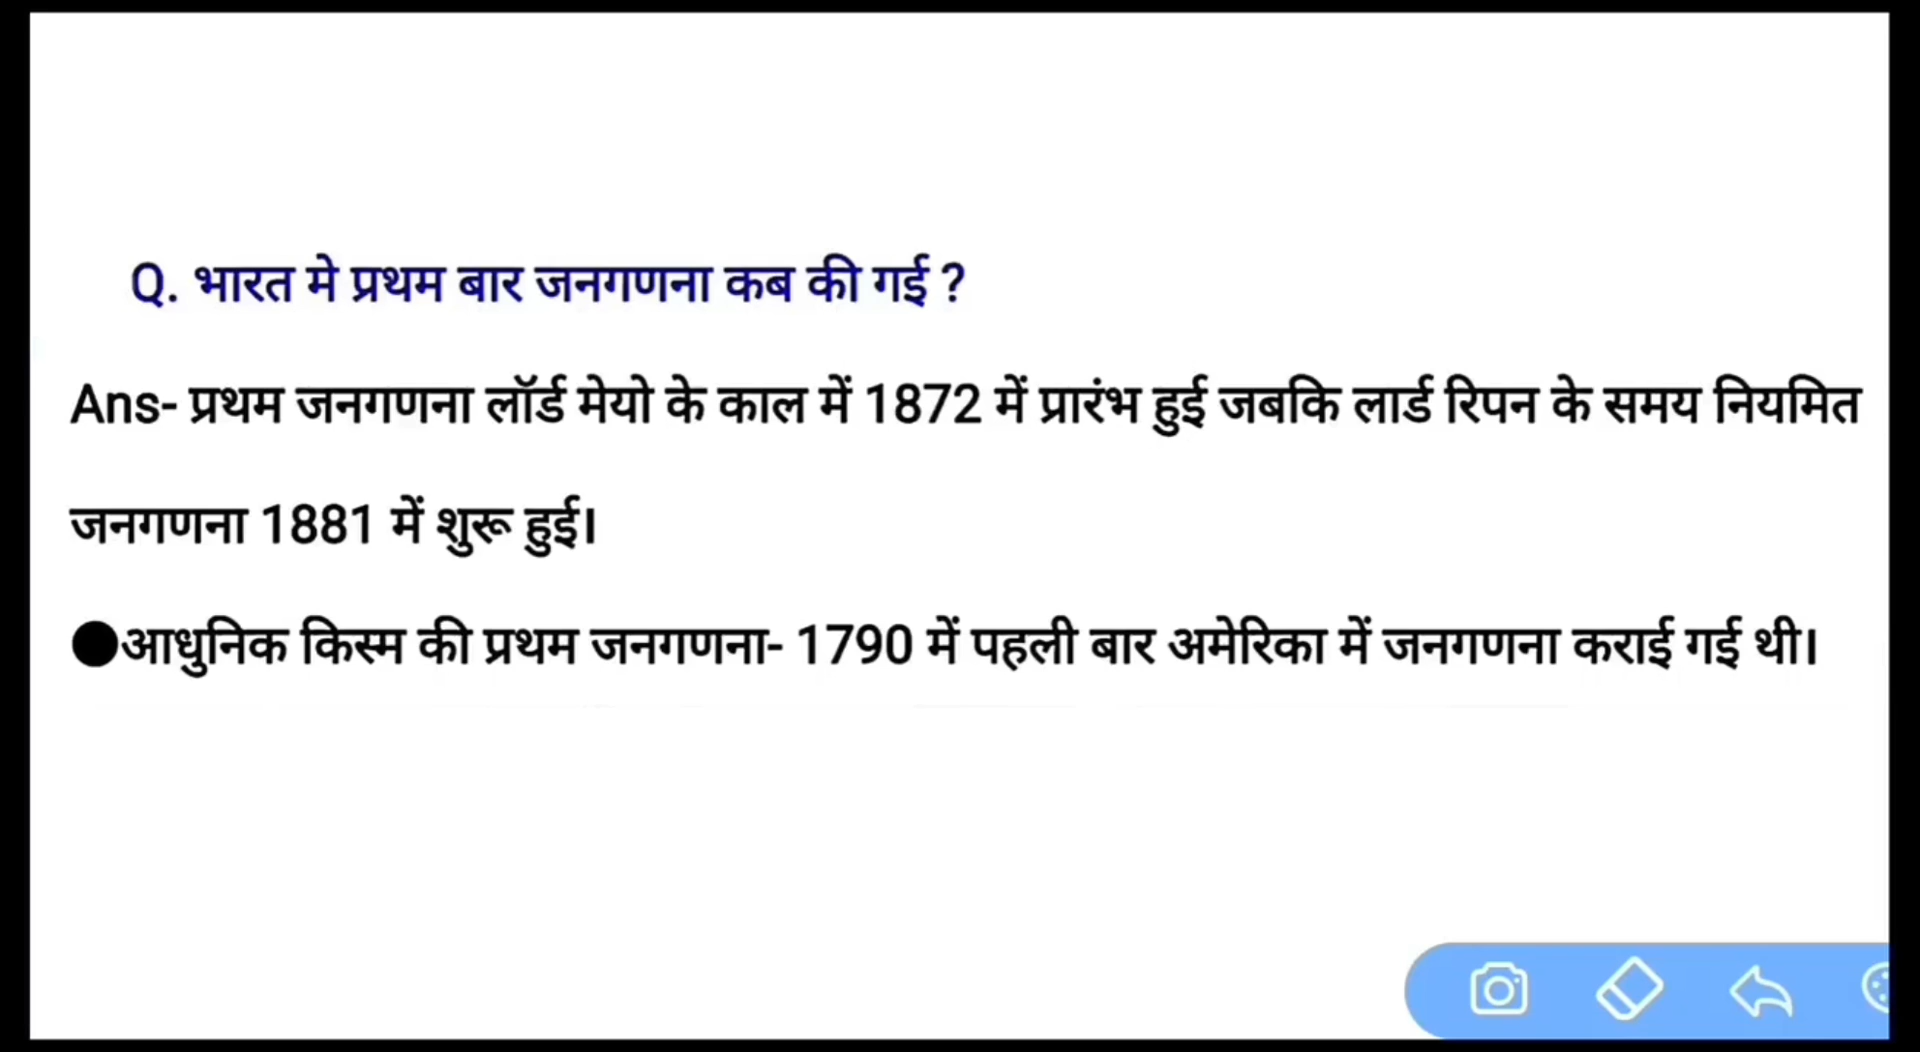 Q. भारत मे प्रथम बार जनगणना कब की गई ?
Ans- प्रथम जनगणना लॉर्ड मेयो के काल में 1872 में प्रारंभ हुई जबकि लार्ड रिपन के समय नियमित
जनगणना 1881 में शुरू हुई।
●आधुनिक किस्म की प्रथम जनगणना- 1790 में पहली बार अमेरिका में जनगणना कराई गई थी।